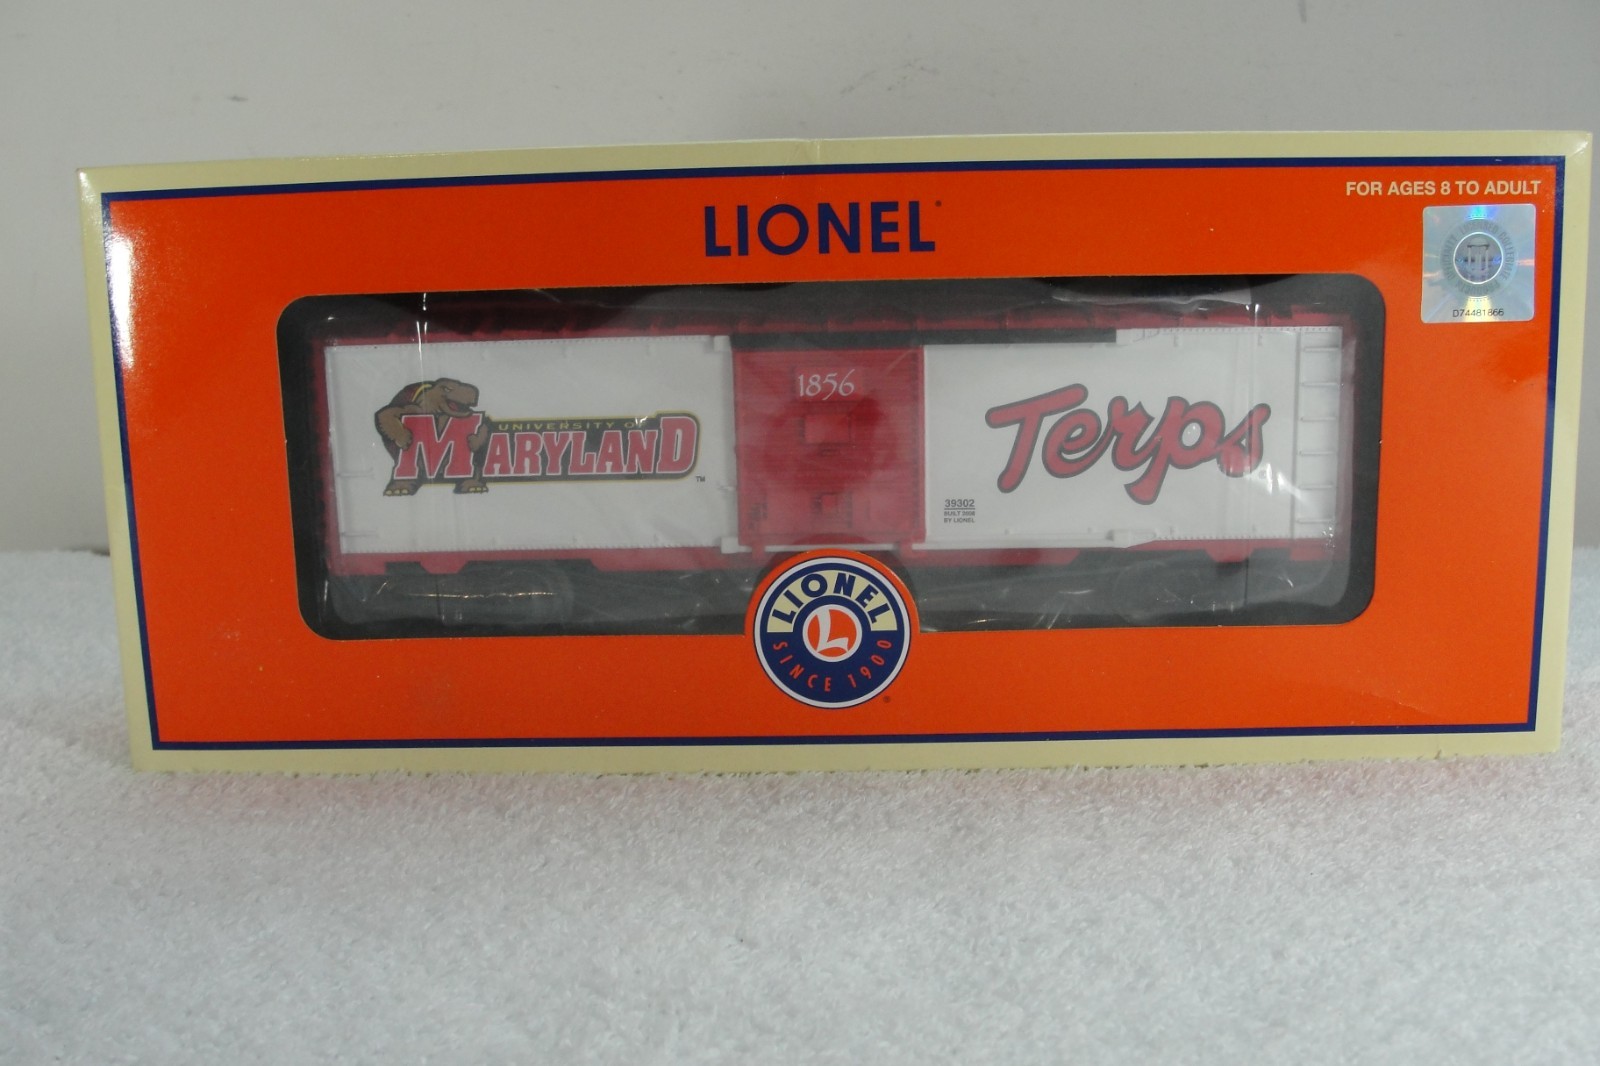 FOR AGES 8 TO ADULT
LIONEL
D74481866
1856
UNIVERSITY OF
MARYLAND
TM
Terps
39302
BUILT 2008
BY LIONEL
LIONEL
L
SINCE 1900